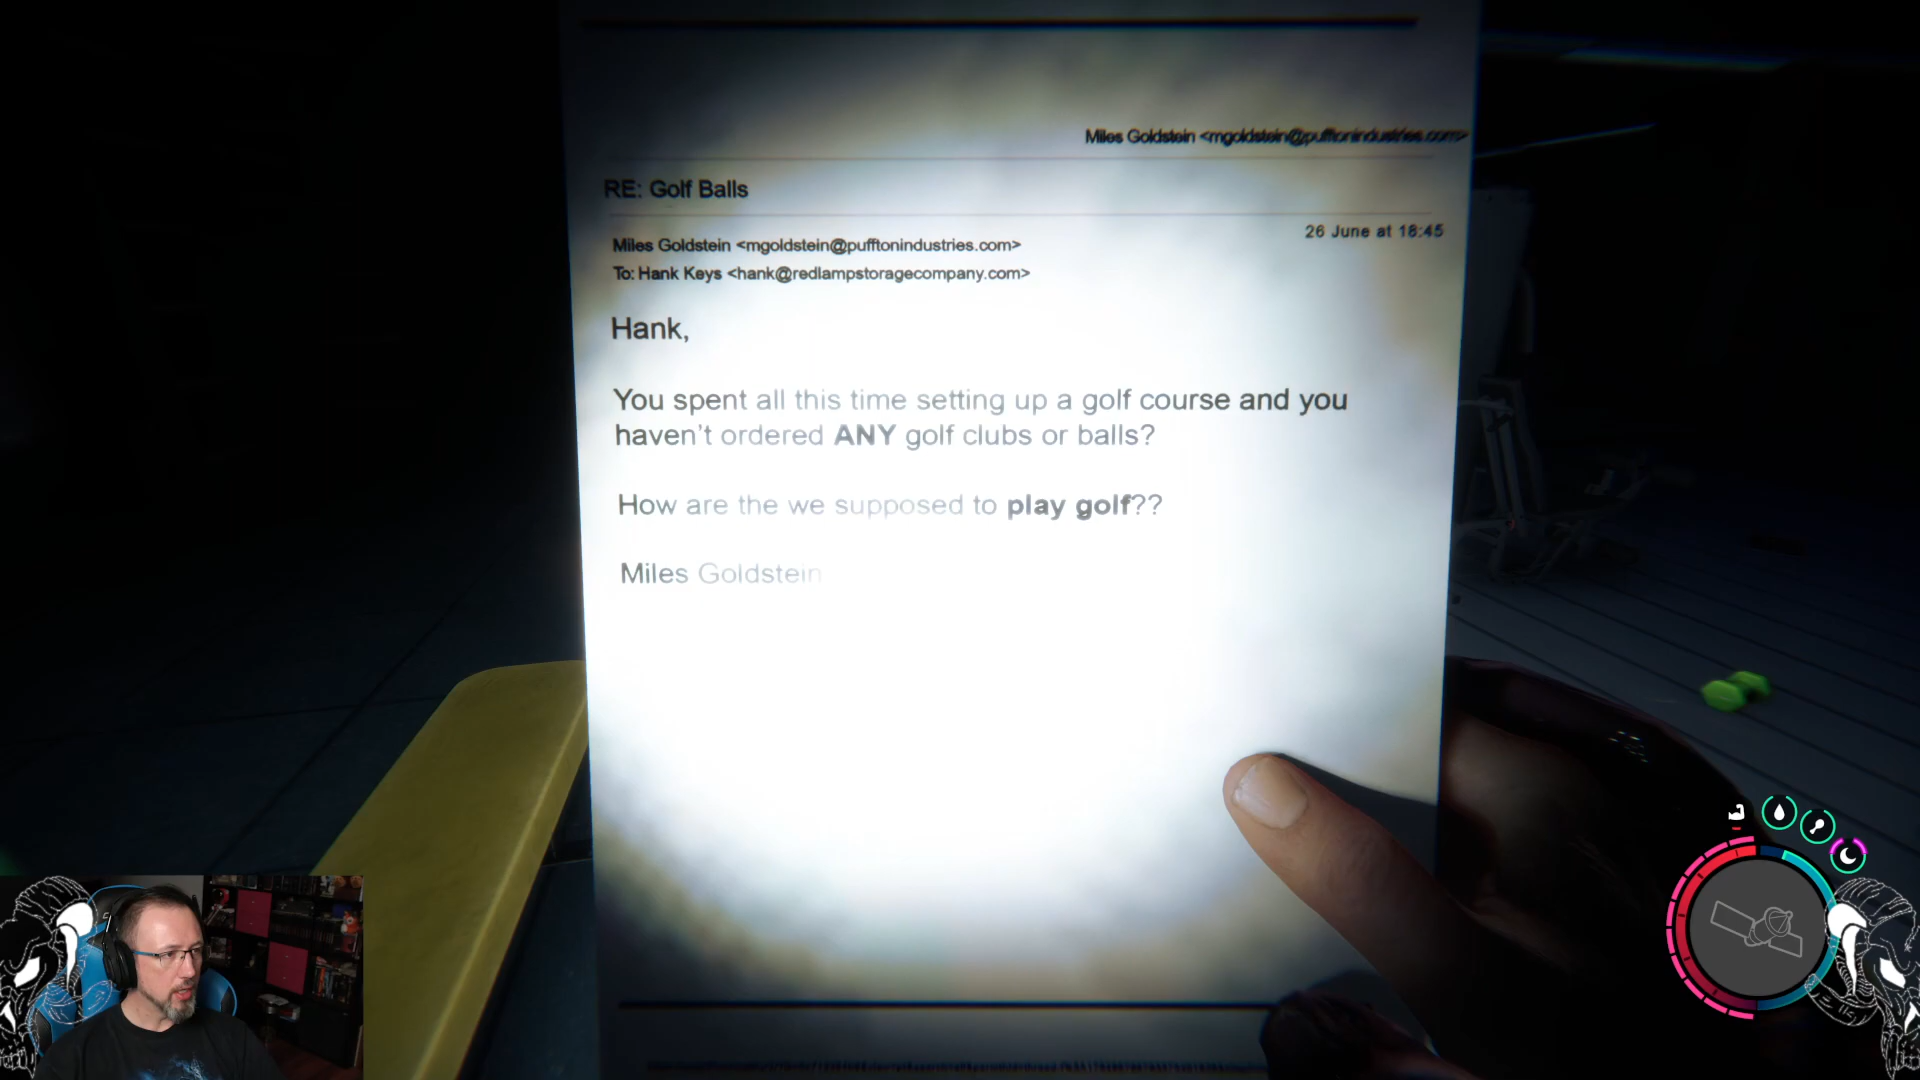 Miles Goldstein <mgoldstein@pufftonindustries.com>
RE: Golf Balls
26 June at 18:45
Miles Goldstein <mgoldstein@pufftonindustries.com>
To: Hank Keys <hank@redlampstoragecompany.com>
Hank,
You spent all this time setting up a golf course and you
haven't ordered ANY golf clubs or balls?
How are the we supposed to play golf??
Miles Goldstein